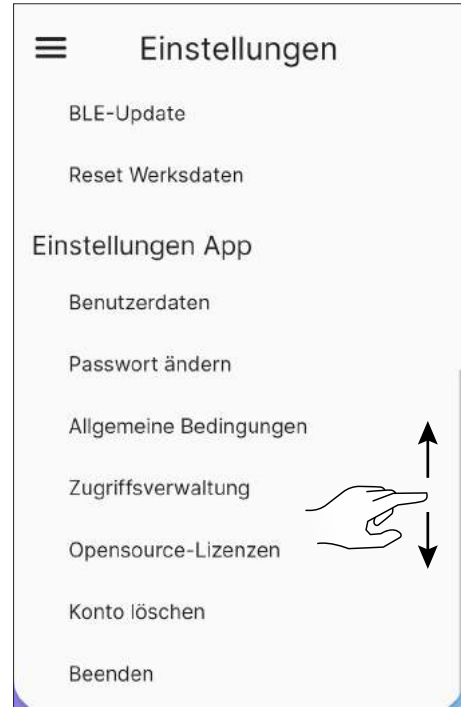 Einstellungen
BLE-Update
Reset Werksdaten
Einstellungen App
Benutzerdaten
Passwort ändern
Allgemeine Bedingungen
Zugriffsverwaltung
Opensource-Lizenzen
Konto löschen
Beenden